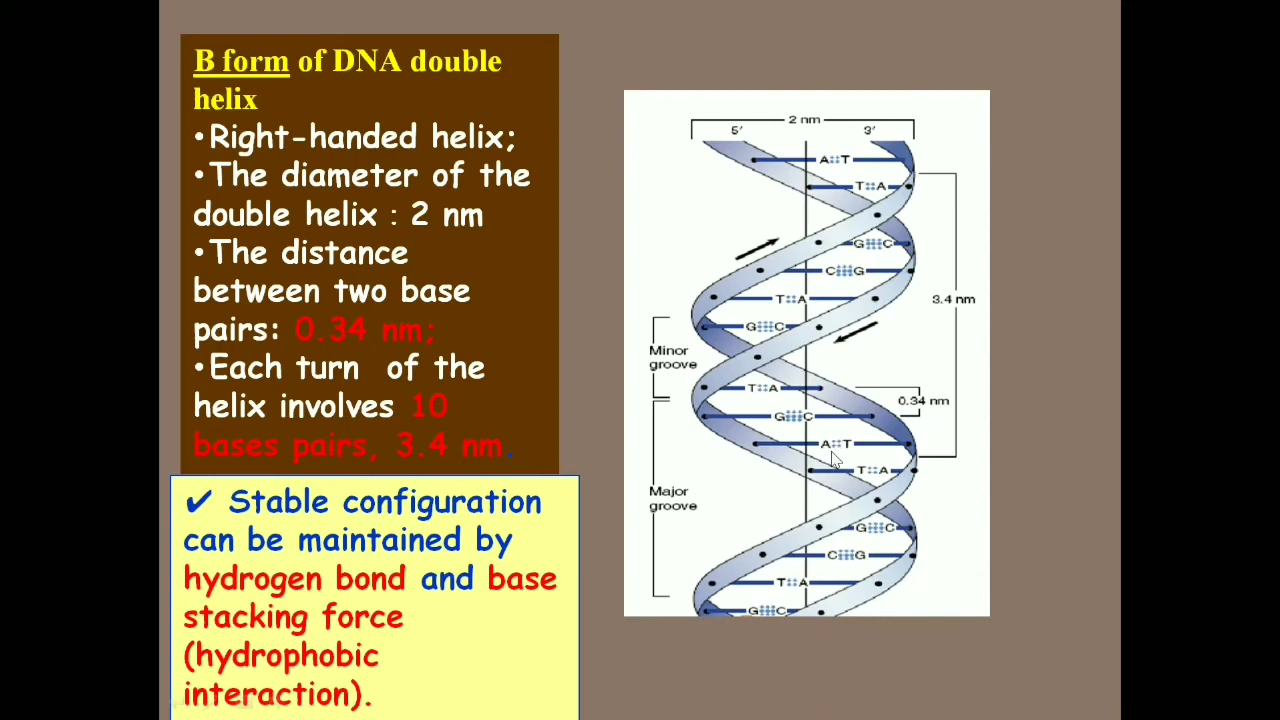 B form of DNA double
helix
•Right-handed helix;
•The diameter of the
double helix : 2 nm
•The distance
between two base
pairs: 0.34 nm;
•Each turn of the
helix involves 10
bases pairs, 3.4 nm.
✔ Stable configuration
can be maintained by
hydrogen bond and base
stacking force
(hydrophobic
interaction).
2 nm
5′ 3′
A T
T A
G C
C G
T A
3.4 nm
G C
Minor
groove
T A
0.34 nm
G C
A T
T A
Major
groove
G C
C G
T A
G C